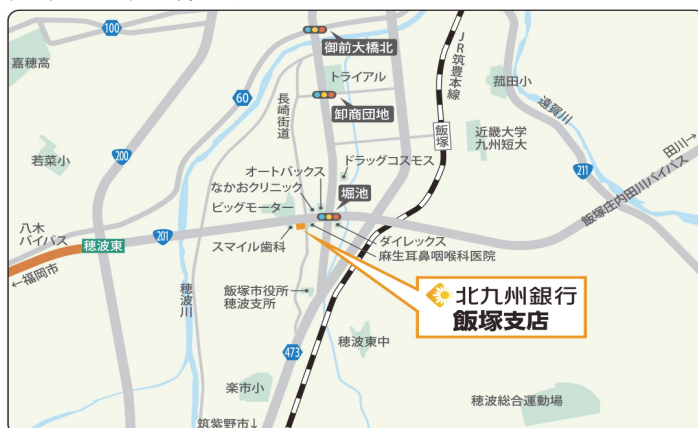 100
御前大橋北
JR筑豊本線
嘉穂高
トライアル
菰田小
60
長崎街道
卸商団地
遠賀川
飯塚
近畿大学
九州短大
田川→
若菜小
200
ドラッグコスモス
211
オートバックス
なかおクリニック
ビッグモーター
堀池
飯塚庄内田川バイパス
八木
バイパス
穂波東
201
スマイル歯科
ダイレックス
麻生耳鼻咽喉科医院
←福岡市
穂波川
飯塚市役所
穂波支所
北九州銀行
飯塚支店
473
穂波東中
楽市小
穂波総合運動場
筑紫野市↓